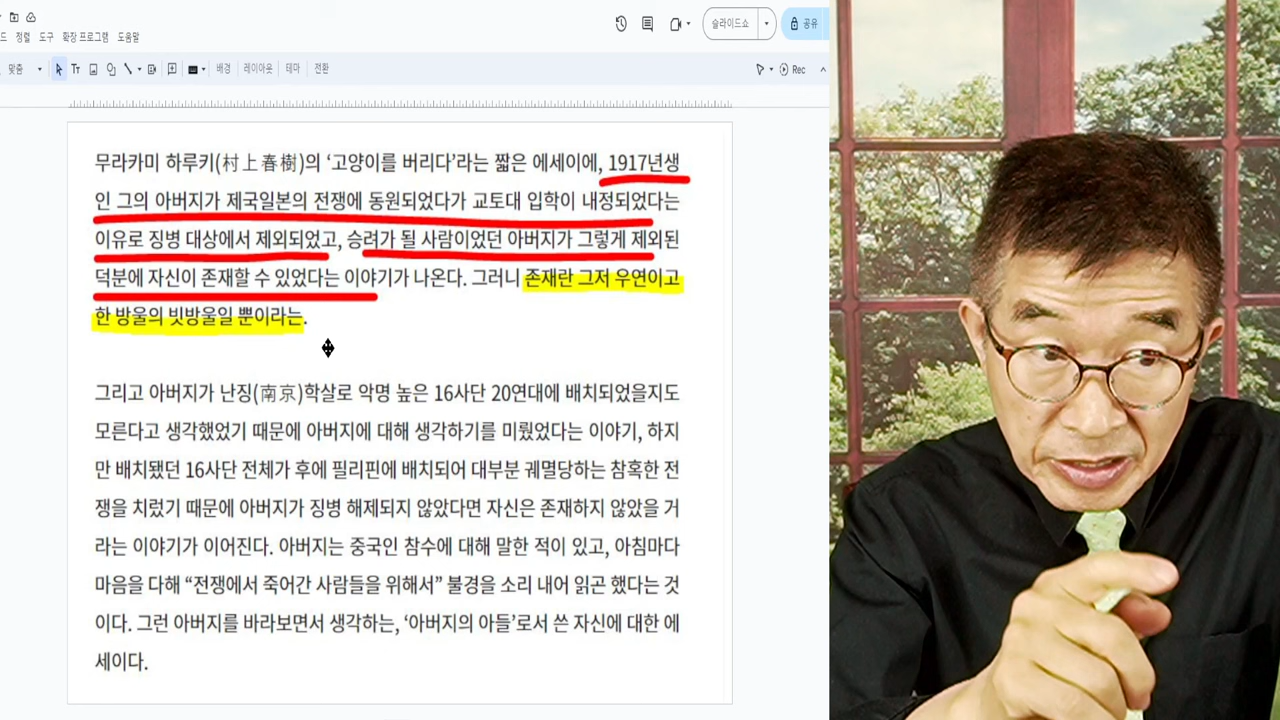 정렬 도구 확장 프로그램 도움말
슬라이드쇼
공유
맞춤
배경 레이아웃 테마 전환
Rec
무라카미 하루키(村上春樹)의 ‘고양이를 버리다’라는 짧은 에세이에, 1917년생
인 그의 아버지가 제국일본의 전쟁에 동원되었다가 교토대 입학이 내정되었다는
이유로 징병 대상에서 제외되었고, 승려가 될 사람이었던 아버지가 그렇게 제외된
덕분에 자신이 존재할 수 있었다는 이야기가 나온다. 그러니 존재란 그저 우연이고
한 방울의 빗방울일 뿐이라는.
그리고 아버지가 난징(南京)학살로 악명 높은 16사단 20연대에 배치되었을지도
모른다고 생각했었기 때문에 아버지에 대해 생각하기를 미뤘었다는 이야기, 하지
만 배치됐던 16사단 전체가 후에 필리핀에 배치되어 대부분 궤멸당하는 참혹한 전
쟁을 치렀기 때문에 아버지가 징병 해제되지 않았다면 자신은 존재하지 않았을 거
라는 이야기가 이어진다. 아버지는 중국인 참수에 대해 말한 적이 있고, 아침마다
마음을 다해 “전쟁에서 죽어간 사람들을 위해서” 불경을 소리 내어 읽곤 했다는 것
이다. 그런 아버지를 바라보면서 생각하는, ‘아버지의 아들’로서 쓴 자신에 대한 에
세이다.